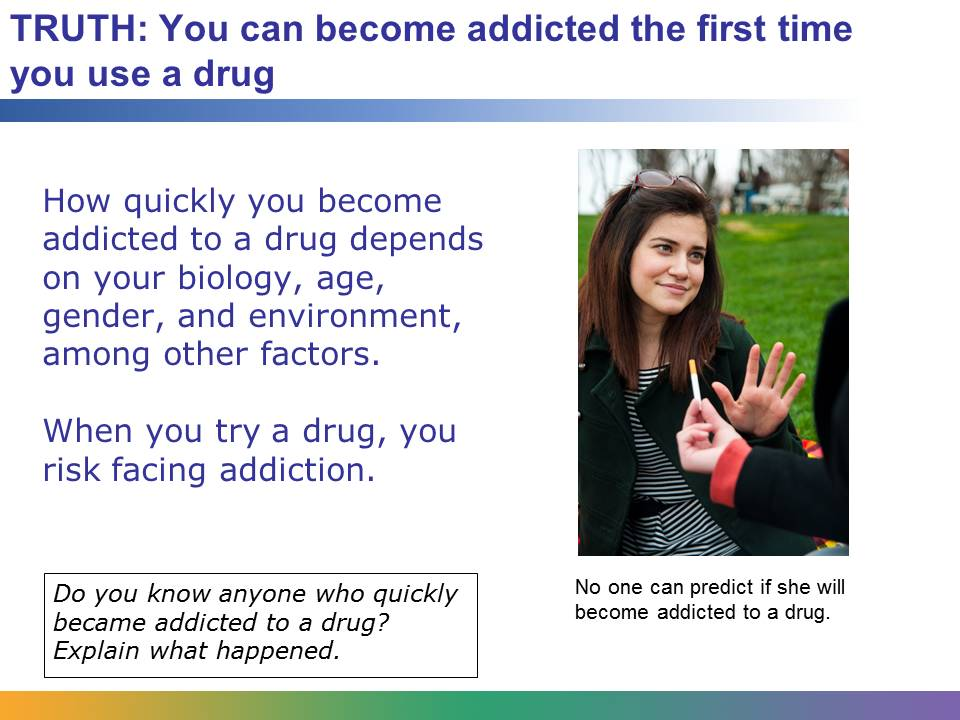 TRUTH: You can become addicted the first time
you use a drug
How quickly you become
addicted to a drug depends
on your biology, age,
gender, and environment,
among other factors.
When you try a drug, you
risk facing addiction.
Do you know anyone who quickly
became addicted to a drug?
Explain what happened.
No one can predict if she will
become addicted to a drug.